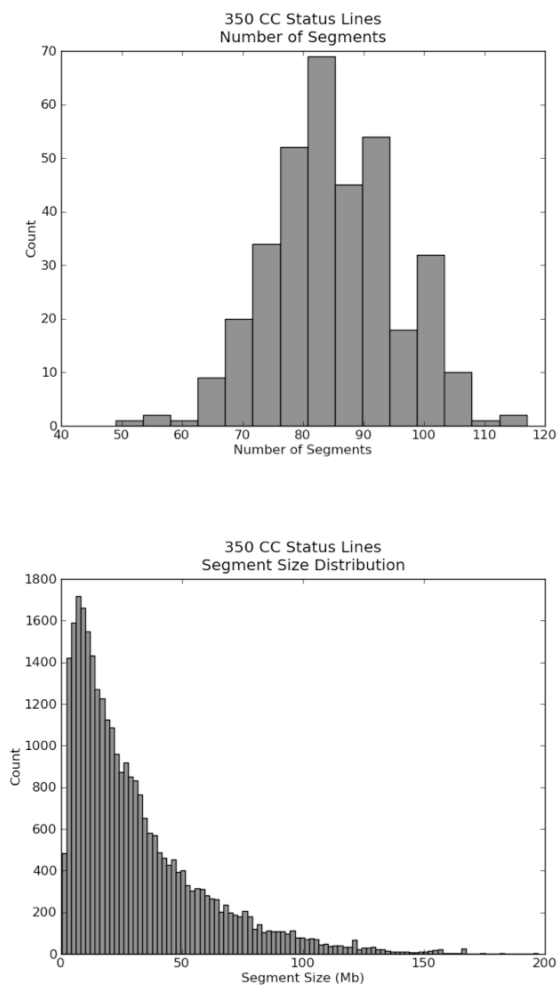 350 CC Status Lines
Number of Segments
70
60
50
40
30
20
10
0
Count
40 50 60 70 80 90 100 110 120
Number of Segments
350 CC Status Lines
Segment Size Distribution
1800
1600
1400
1200
1000
800
600
400
200
0
Count
0 50 100 150 200
Segment Size (Mb)